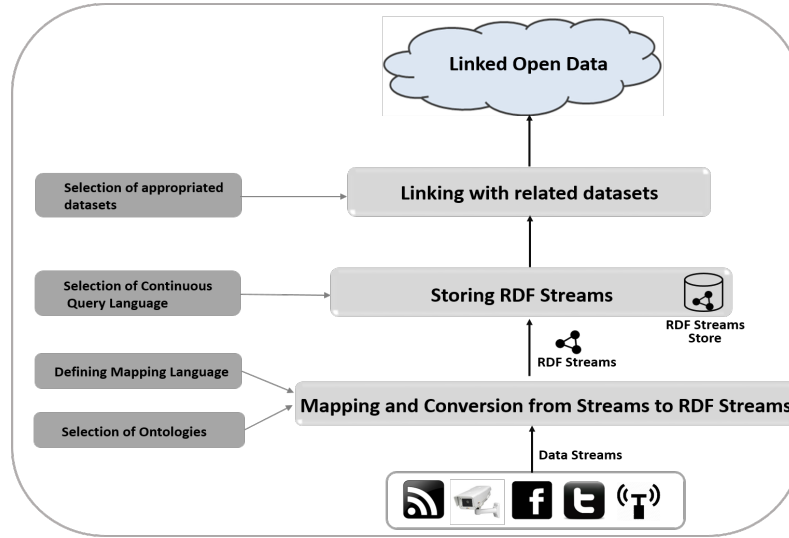 Linked Open Data
Selection of appropriated
datasets
Linking with related datasets
Selection of Continuous
Query Language
Storing RDF Streams
RDF Streams
Store
RDF Streams
Defining Mapping Language
Mapping and Conversion from Streams to RDF Streams
Selection of Ontologies
Data Streams